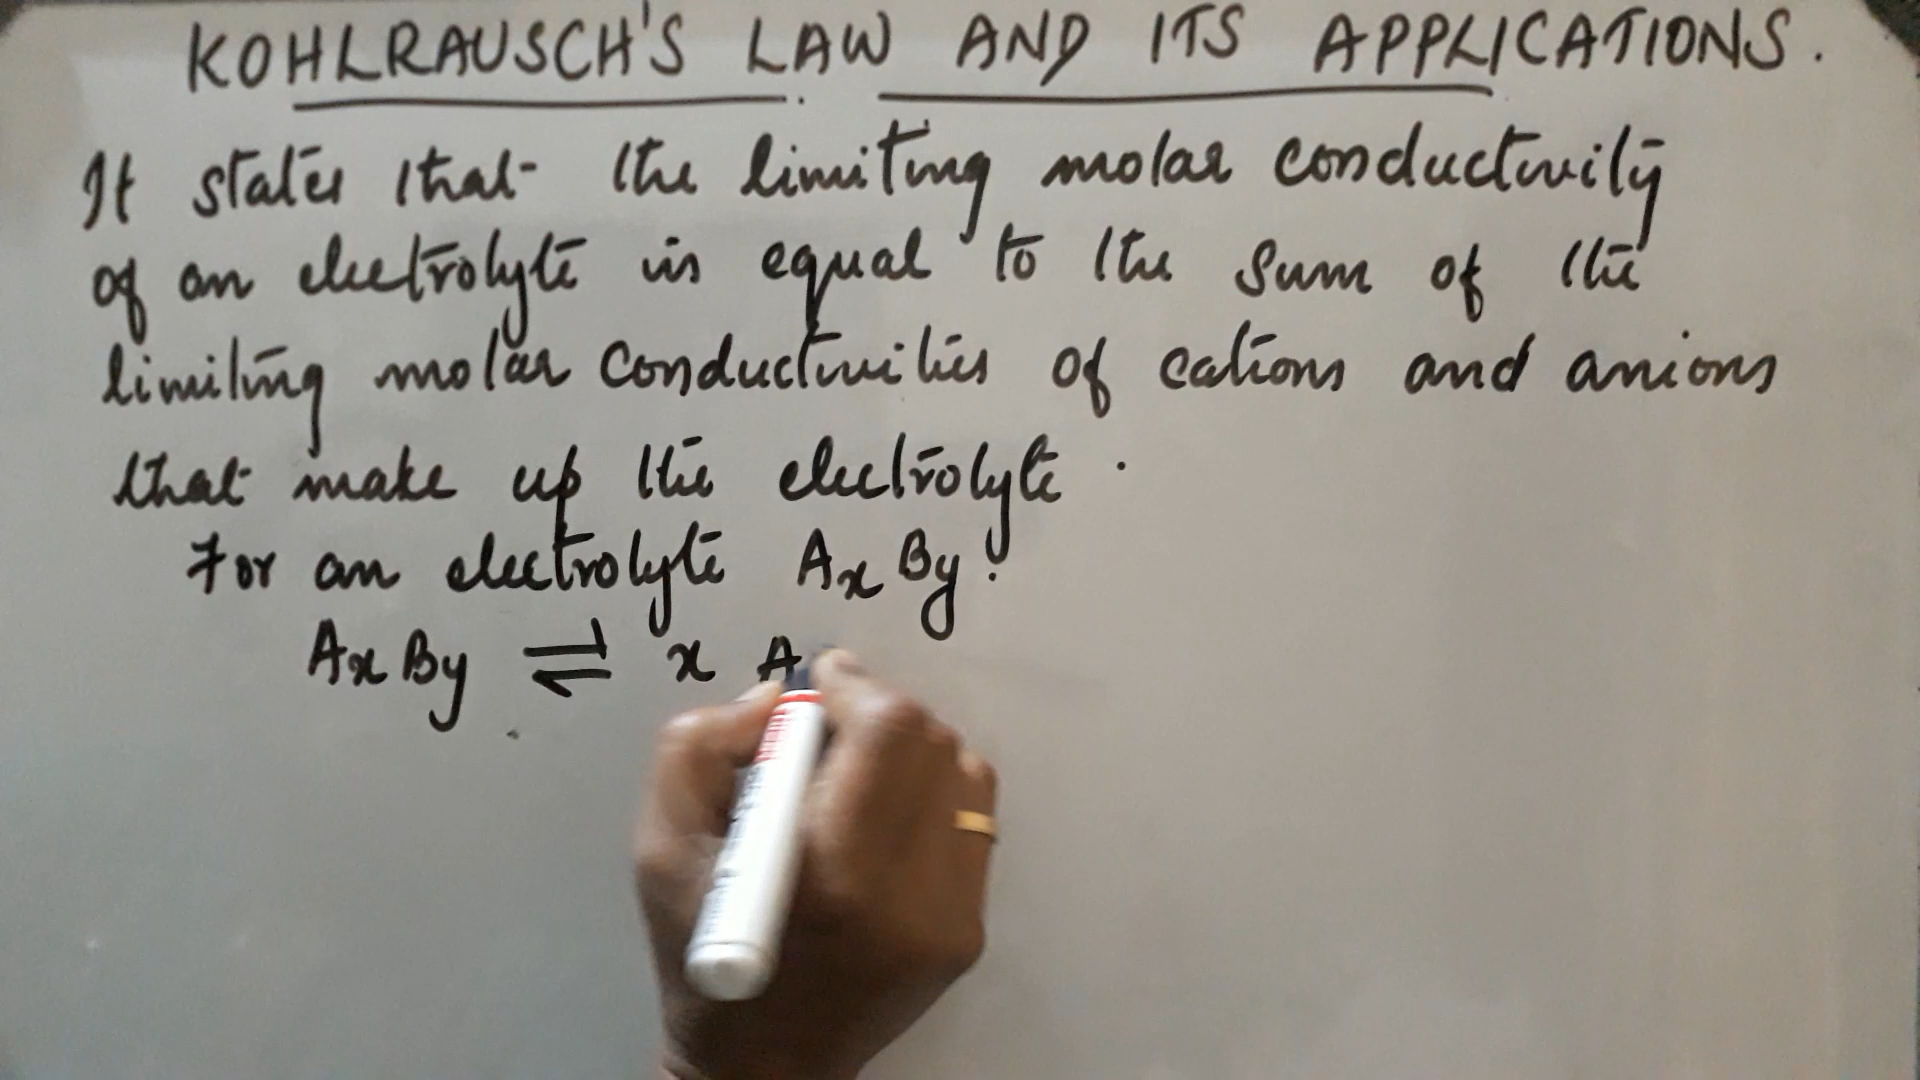 KOHLRAUSCH'S LAW AND ITS APPLICATIONS.
It states that the limiting molar conductivity
of an electrolyte is equal to the sum of the
limiting molar conductivities of cations and anions
that make up the electrolyte.
For an electrolyte AxBy:
AxBy ⇌ x A